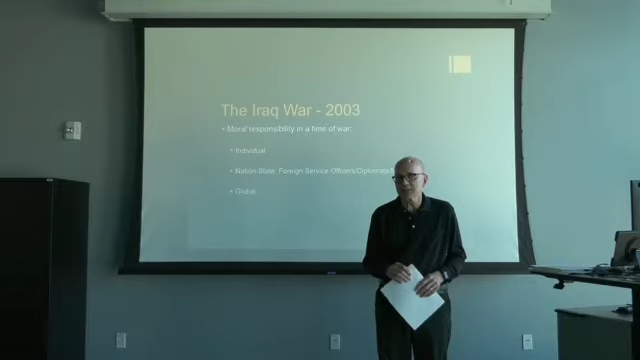 The Iraq War - 2003
• Moral responsibility in a time of war:
• Individual
• Nation-State: Foreign Service Officers/Diplomats
• Global